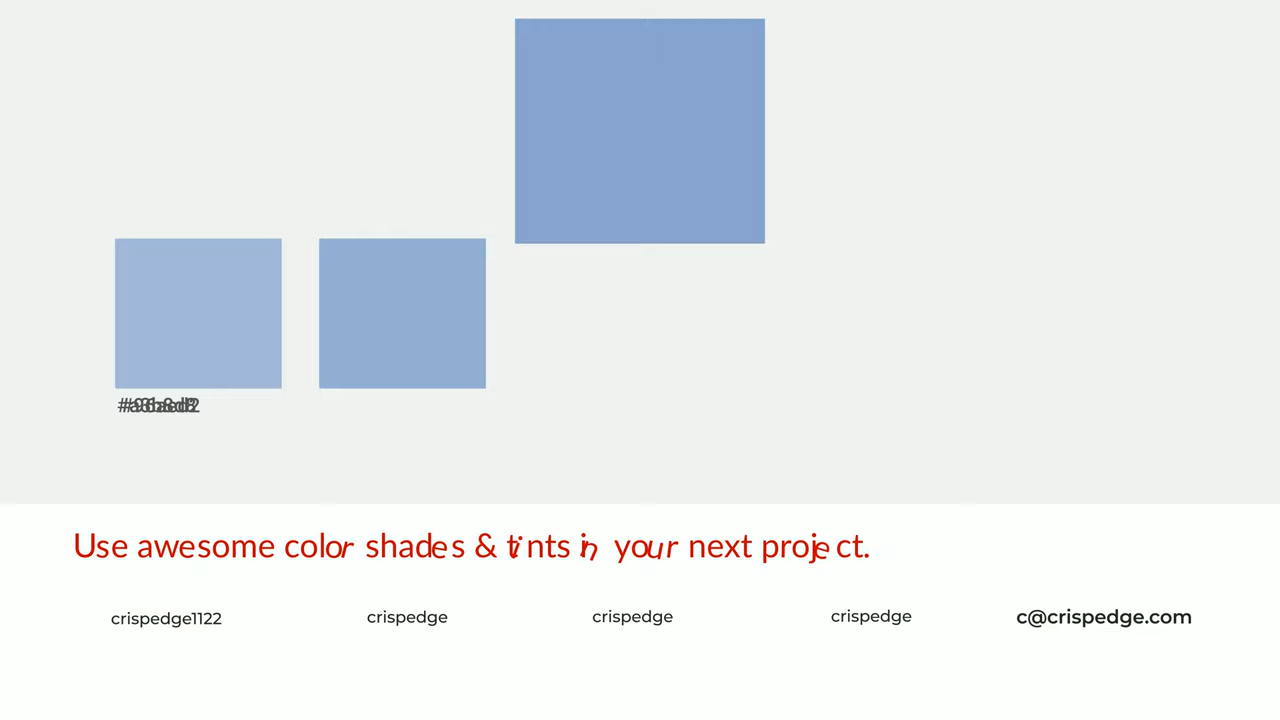 Use awesome color shades & tints in your next project.
crispedge1122 crispedge crispedge crispedge c@crispedge.com